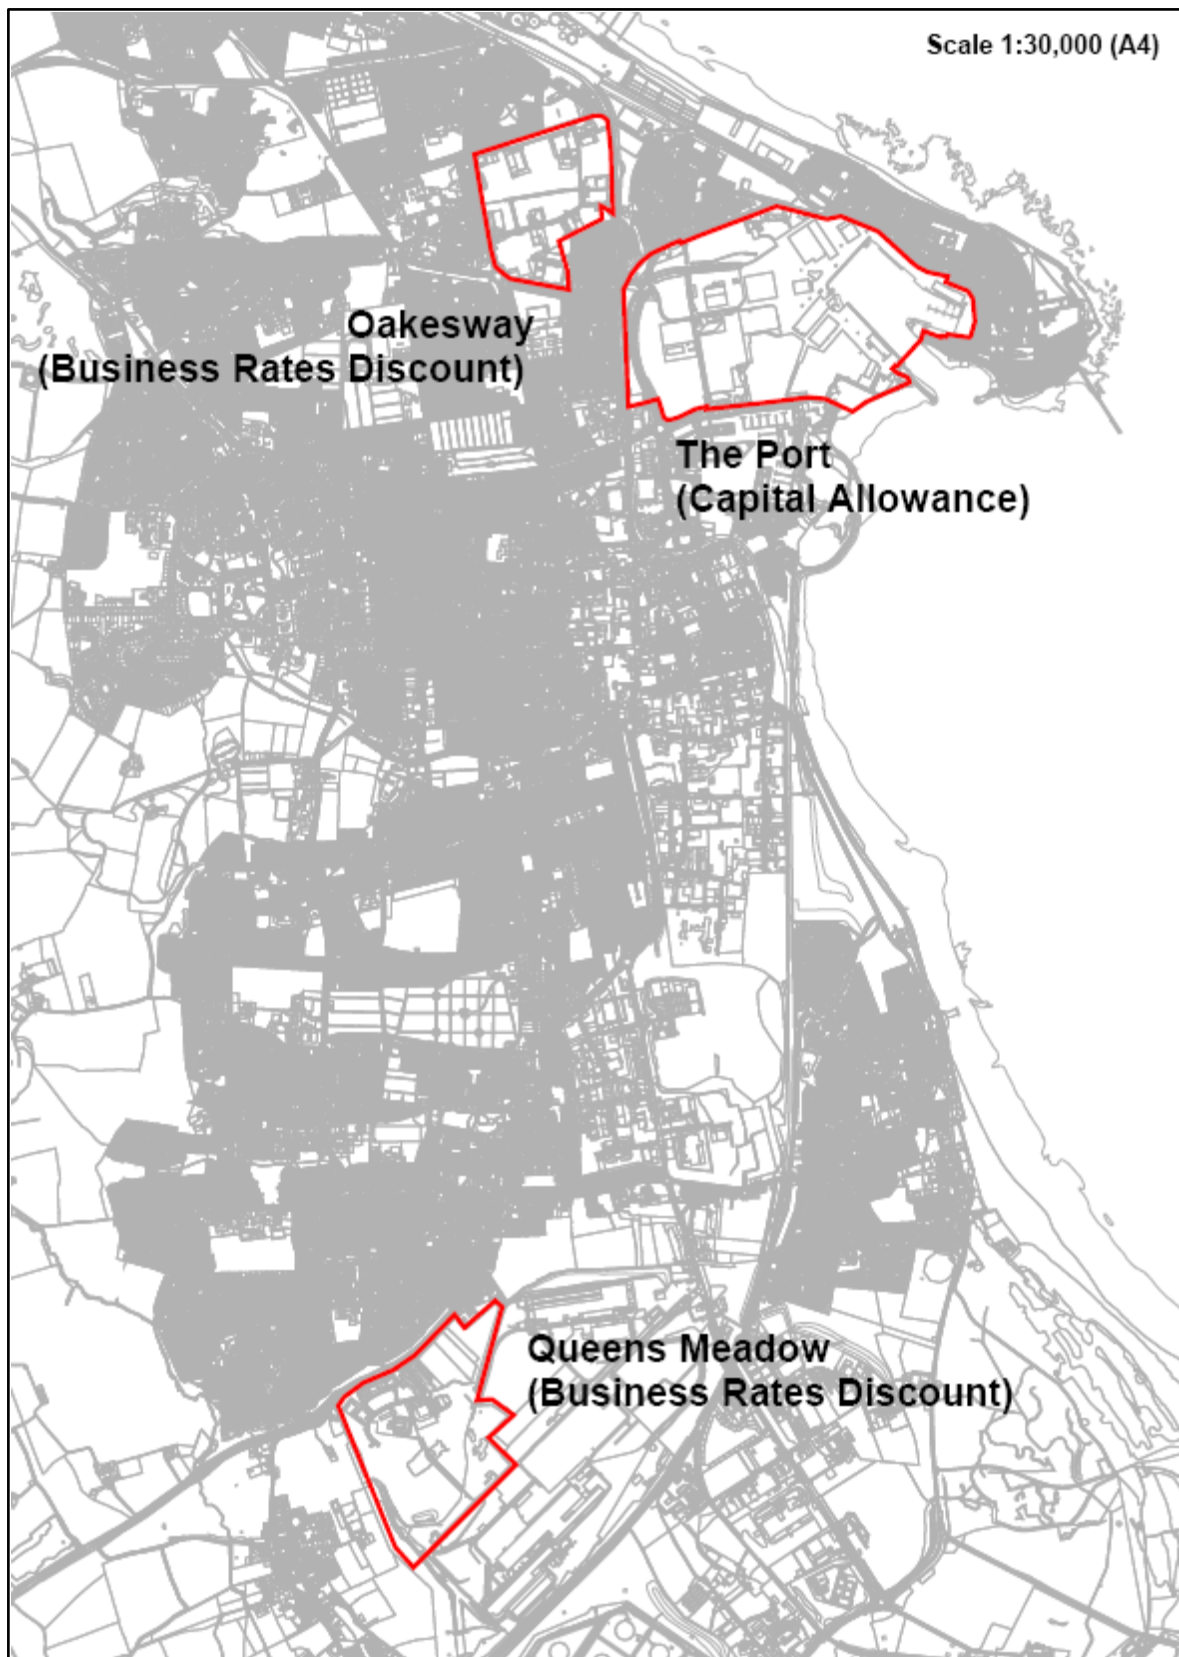 Scale 1:30,000 (A4)
Oakesway
(Business Rates Discount)
The Port
(Capital Allowance)
Queens Meadow
(Business Rates Discount)